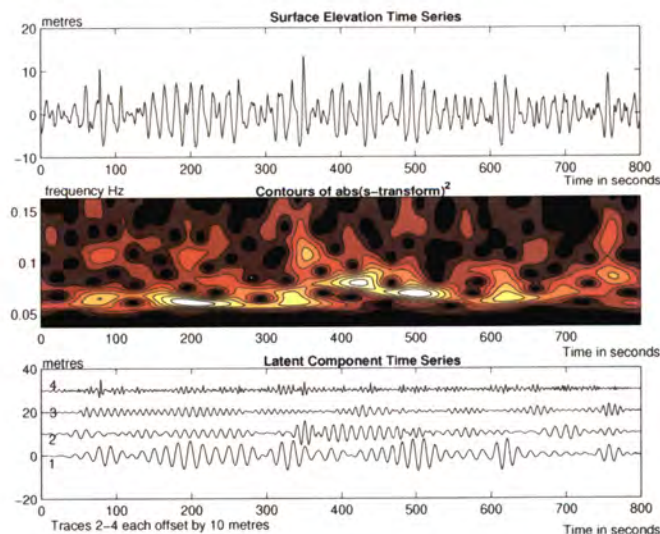 Surface Elevation Time Series
metres
20
10
0
−10
0 100 200 300 400 500 600 700 800
Time in seconds
frequency Hz
Contours of abs(s−transform)²
0.15
0.1
0.05
0 100 200 300 400 500 600 700
Time in seconds
Latent Component Time Series
metres
40
20
0
−20
4
3
2
1
0 100 200 300 400 500 600 700 800
Traces 2−4 each offset by 10 metres
Time in seconds